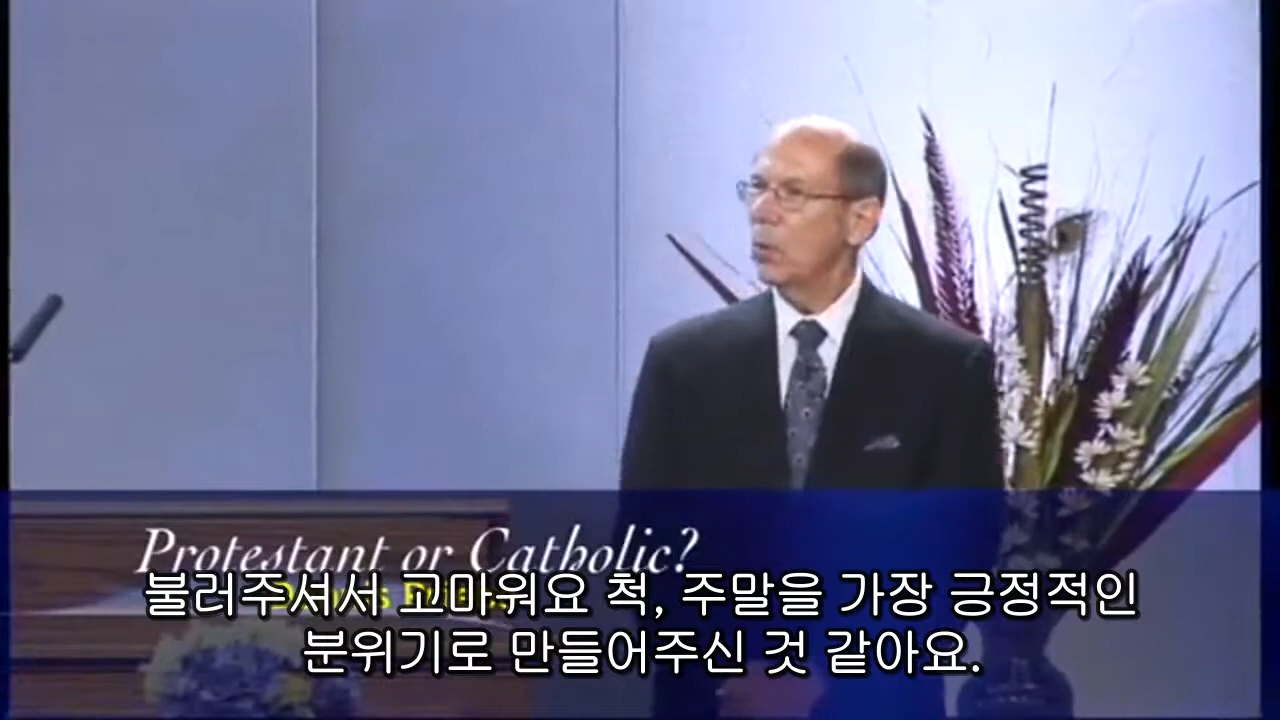 Protestant or Catholic?
불러주셔서 고마워요 척, 주말을 가장 긍정적인
분위기로 만들어주신 것 같아요.